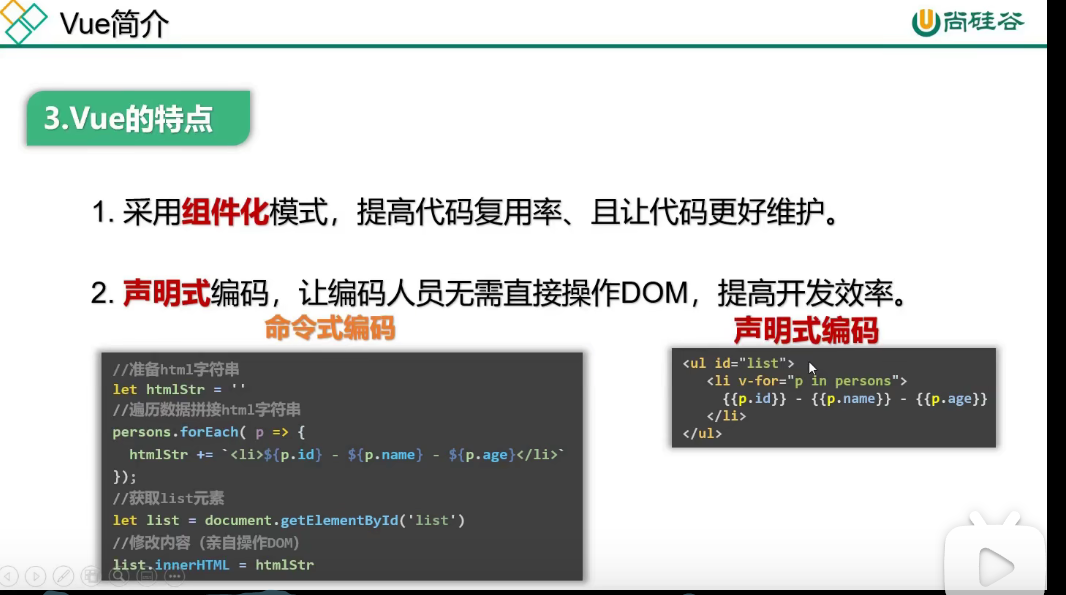 Vue简介
尚硅谷
3.Vue的特点
1. 采用组件化模式，提高代码复用率、且让代码更好维护。
2. 声明式编码，让编码人员无需直接操作DOM，提高开发效率。
命令式编码
//准备html字符串
let htmlStr = ''
//遍历数据拼接html字符串
persons.forEach( p => {
htmlStr += `<li>${p.id} - ${p.name} - ${p.age}</li>`
});
//获取list元素
let list = document.getElementById('list')
//修改内容（亲自操作DOM）
list.innerHTML = htmlStr
声明式编码
<ul id="list">
<li v-for="p in persons">
{{p.id}} - {{p.name}} - {{p.age}}
</li>
</ul>